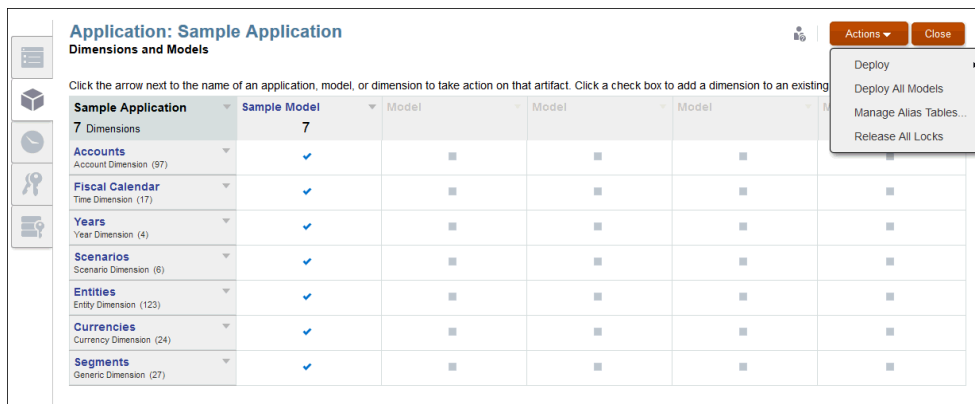 Application: Sample Application
Dimensions and Models
Actions
Close
Deploy
Deploy All Models
Manage Alias Tables...
Release All Locks
Click the arrow next to the name of an application, model, or dimension to take action on that artifact. Click a check box to add a dimension to an existing
Sample Application
Sample Model
Model
Model
Model
7 Dimensions
7
Accounts
Account Dimension (97)
Fiscal Calendar
Time Dimension (17)
Years
Year Dimension (4)
Scenarios
Scenario Dimension (6)
Entities
Entity Dimension (123)
Currencies
Currency Dimension (24)
Segments
Generic Dimension (27)